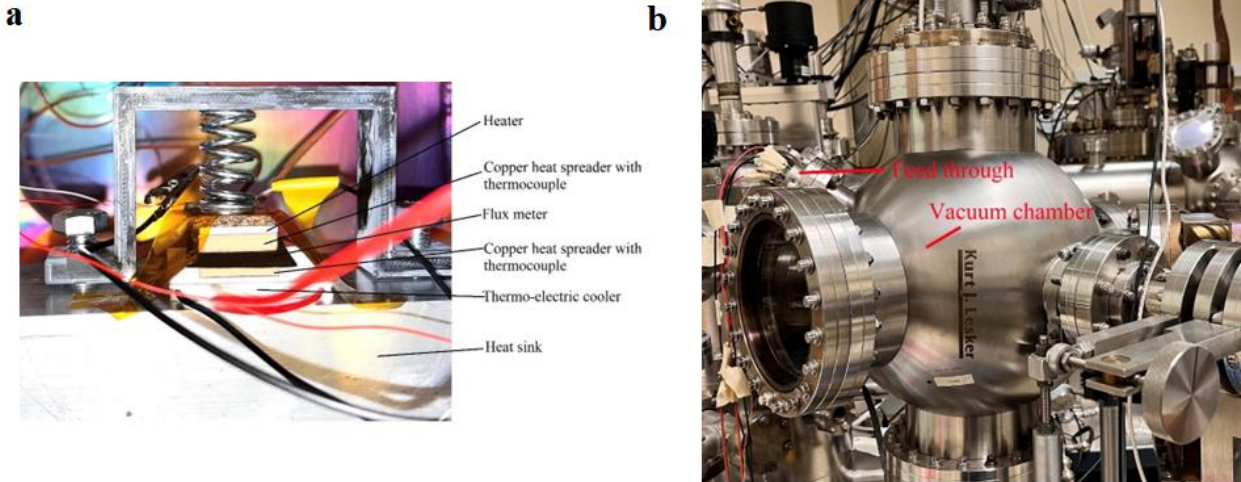 a
b
Heater
Copper heat spreader with
thermocouple
Flux meter
Copper heat spreader with
thermocouple
Thermo-electric cooler
Heat sink
Feed through
Vacuum chamber
Kurt J. Lesker